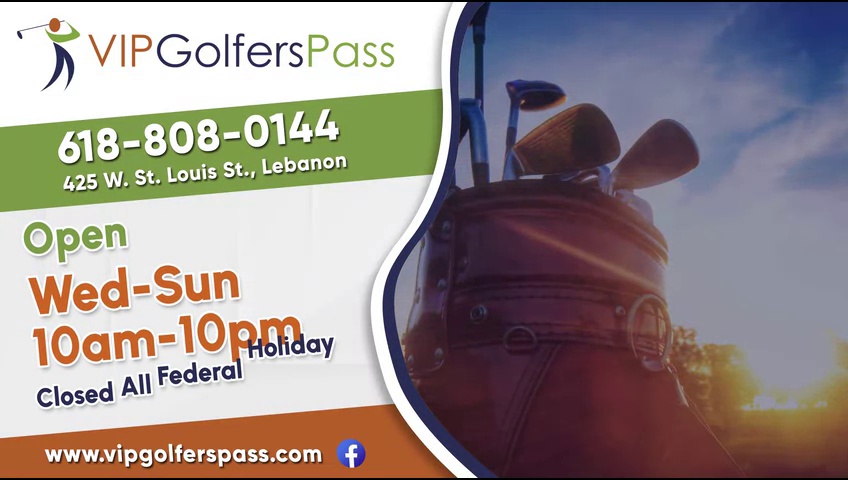 VIPGolfersPass
618-808-0144
425 W. St. Louis St., Lebanon
Open
Wed-Sun
10am-10pm
Closed All Federal Holiday
www.vipgolferspass.com